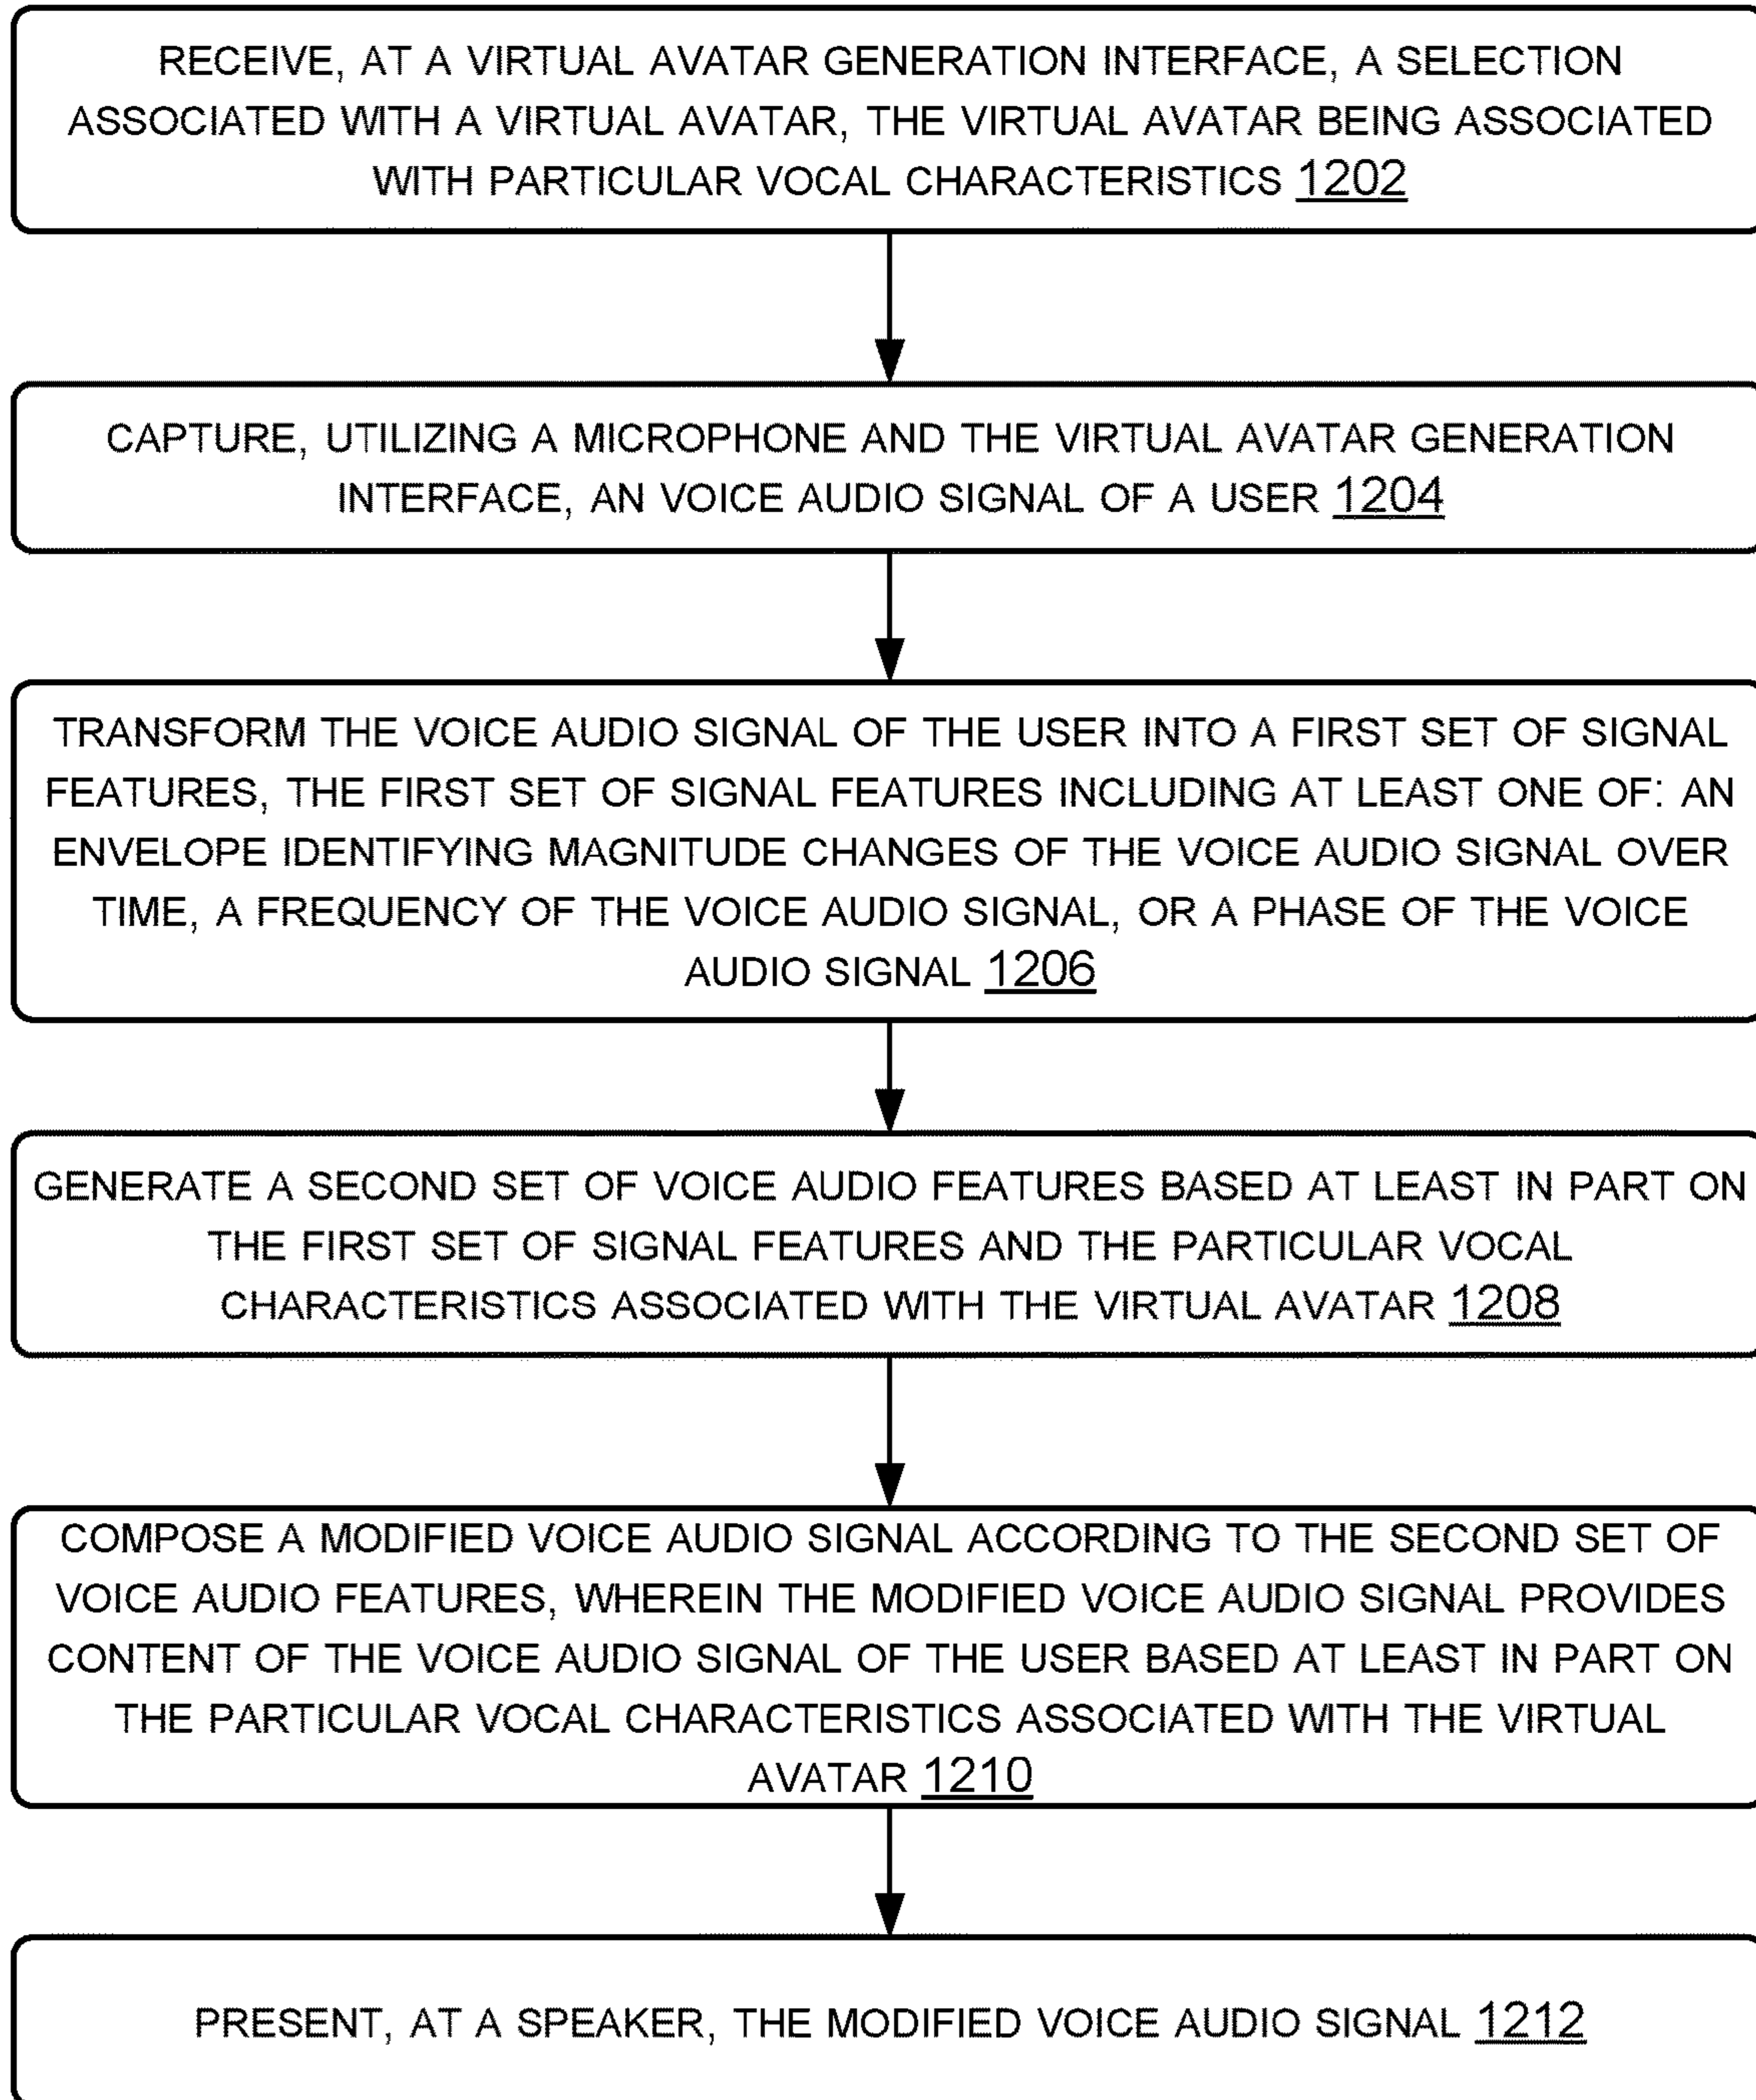 RECEIVE, AT A VIRTUAL AVATAR GENERATION INTERFACE, A SELECTION
ASSOCIATED WITH A VIRTUAL AVATAR, THE VIRTUAL AVATAR BEING ASSOCIATED
WITH PARTICULAR VOCAL CHARACTERISTICS 1202
CAPTURE, UTILIZING A MICROPHONE AND THE VIRTUAL AVATAR GENERATION
INTERFACE, AN VOICE AUDIO SIGNAL OF A USER 1204
TRANSFORM THE VOICE AUDIO SIGNAL OF THE USER INTO A FIRST SET OF SIGNAL
FEATURES, THE FIRST SET OF SIGNAL FEATURES INCLUDING AT LEAST ONE OF: AN
ENVELOPE IDENTIFYING MAGNITUDE CHANGES OF THE VOICE AUDIO SIGNAL OVER
TIME, A FREQUENCY OF THE VOICE AUDIO SIGNAL, OR A PHASE OF THE VOICE
AUDIO SIGNAL 1206
GENERATE A SECOND SET OF VOICE AUDIO FEATURES BASED AT LEAST IN PART ON
THE FIRST SET OF SIGNAL FEATURES AND THE PARTICULAR VOCAL
CHARACTERISTICS ASSOCIATED WITH THE VIRTUAL AVATAR 1208
COMPOSE A MODIFIED VOICE AUDIO SIGNAL ACCORDING TO THE SECOND SET OF
VOICE AUDIO FEATURES, WHEREIN THE MODIFIED VOICE AUDIO SIGNAL PROVIDES
CONTENT OF THE VOICE AUDIO SIGNAL OF THE USER BASED AT LEAST IN PART ON
THE PARTICULAR VOCAL CHARACTERISTICS ASSOCIATED WITH THE VIRTUAL
AVATAR 1210
PRESENT, AT A SPEAKER, THE MODIFIED VOICE AUDIO SIGNAL 1212